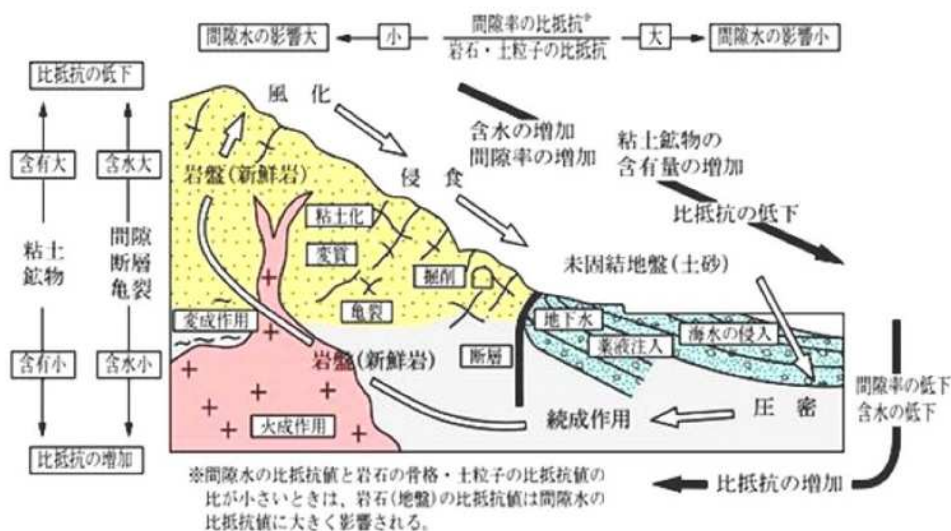 間隙水の影響大
小
間隙率の比抵抗※
岩石・土粒子の比抵抗
大
間隙水の影響小
比抵抗の低下
含有大
含水大
粘土鉱物
間隙断層亀裂
含有小
含水小
比抵抗の増加
風 化
含水の増加
間隙率の増加
粘土鉱物の
含有量の増加
岩盤(新鮮岩)
侵 食
比抵抗の低下
粘土化
変質
掘削
未固結地盤(土砂)
亀裂
地下水
変成作用
海水の侵入
岩盤(新鮮岩)
断層
薬液注入
間隙率の低下
含水の低下
火成作用
続成作用
圧 密
比抵抗の増加
※間隙水の比抵抗値と岩石の骨格・土粒子の比抵抗値の
比が小さいときは、岩石(地盤)の比抵抗値は間隙水の
比抵抗値に大きく影響される。